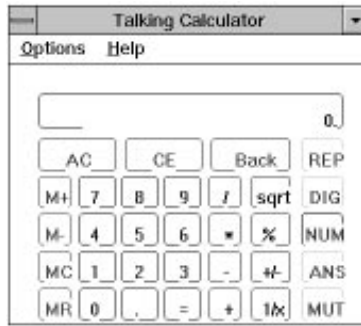 Talking Calculator
Options Help
0.
AC CE Back REP
M+ 7 8 9 / sqrt DIG
M- 4 5 6 * % NUM
MC 1 2 3 - +/- ANS
MR 0 . = + 1/x MUT